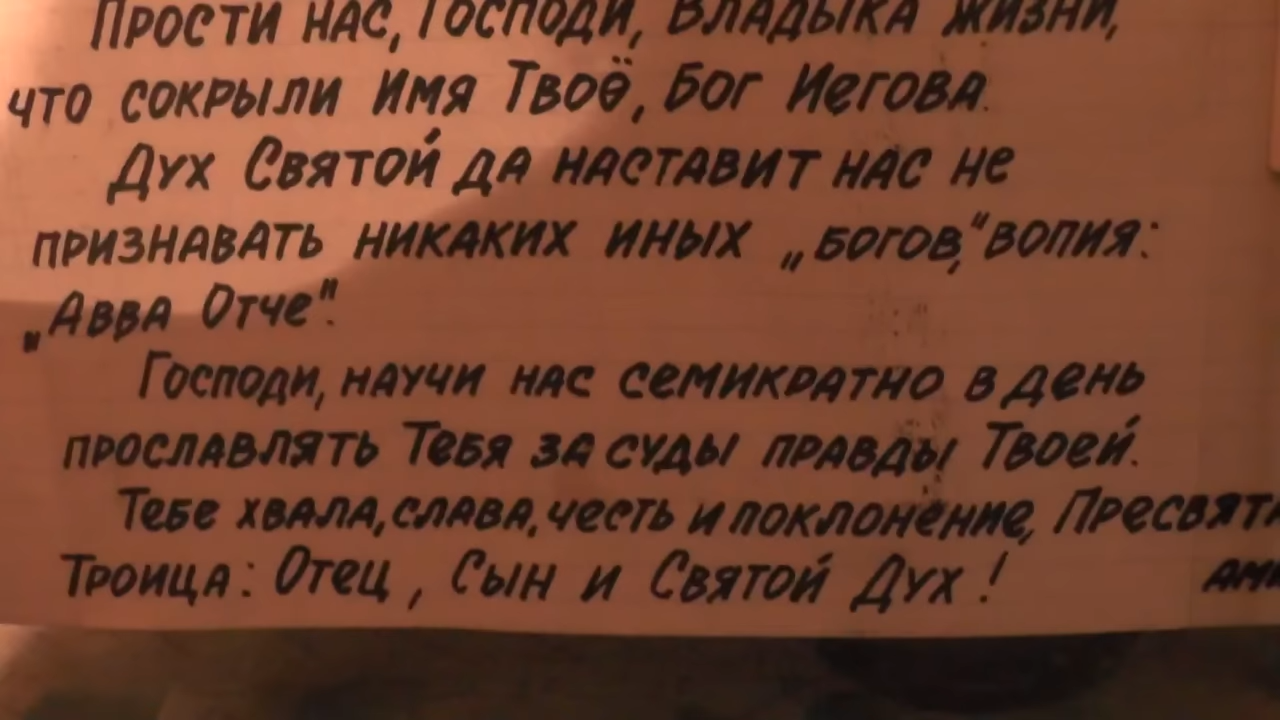 Прости нас, Господи, Владыка жизни,
что сокрыли Имя Твоё, Бог Иегова.
Дух Святой да наставит нас не
признавать никаких иных „богов,“ вопия:
„Авва Отче".
Господи, научи нас семикратно в день
прославлять Тебя за суды правды Твоей.
Тебе хвала, слава, честь и поклонение,
Троица: Отец, Сын и Святой Дух!